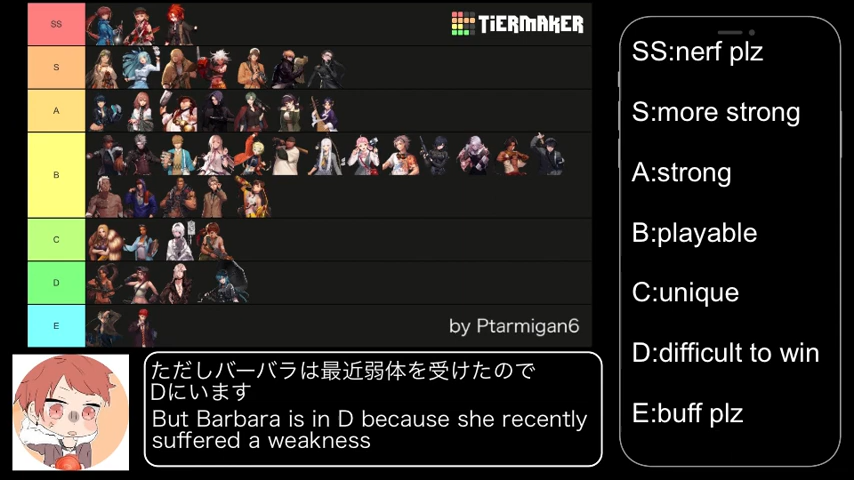 SS
TiERMAKER
S
A
B
C
D
E
by Ptarmigan6
SS:nerf plz
S:more strong
A:strong
B:playable
C:unique
D:difficult to win
E:buff plz
ただしバーバラは最近弱体を受けたので
Dにいます
But Barbara is in D because she recently
suffered a weakness